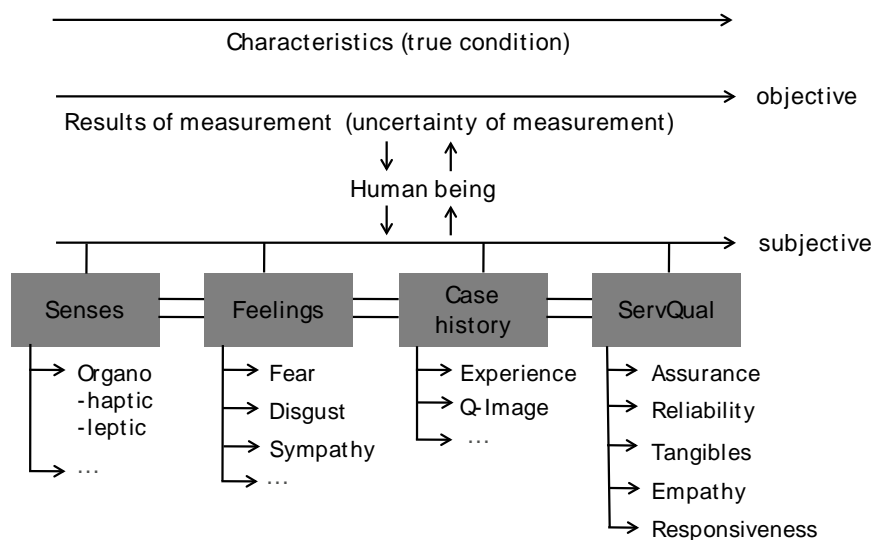 Characteristics (true condition)
objective
Results of measurement (uncertainty of measurement)
Human being
subjective
Senses
Feelings
Case
history
ServQual
Organo
-haptic
-leptic
...
Fear
Disgust
Sympathy
...
Experience
Q-Image
...
Assurance
Reliability
Tangibles
Empathy
Responsiveness